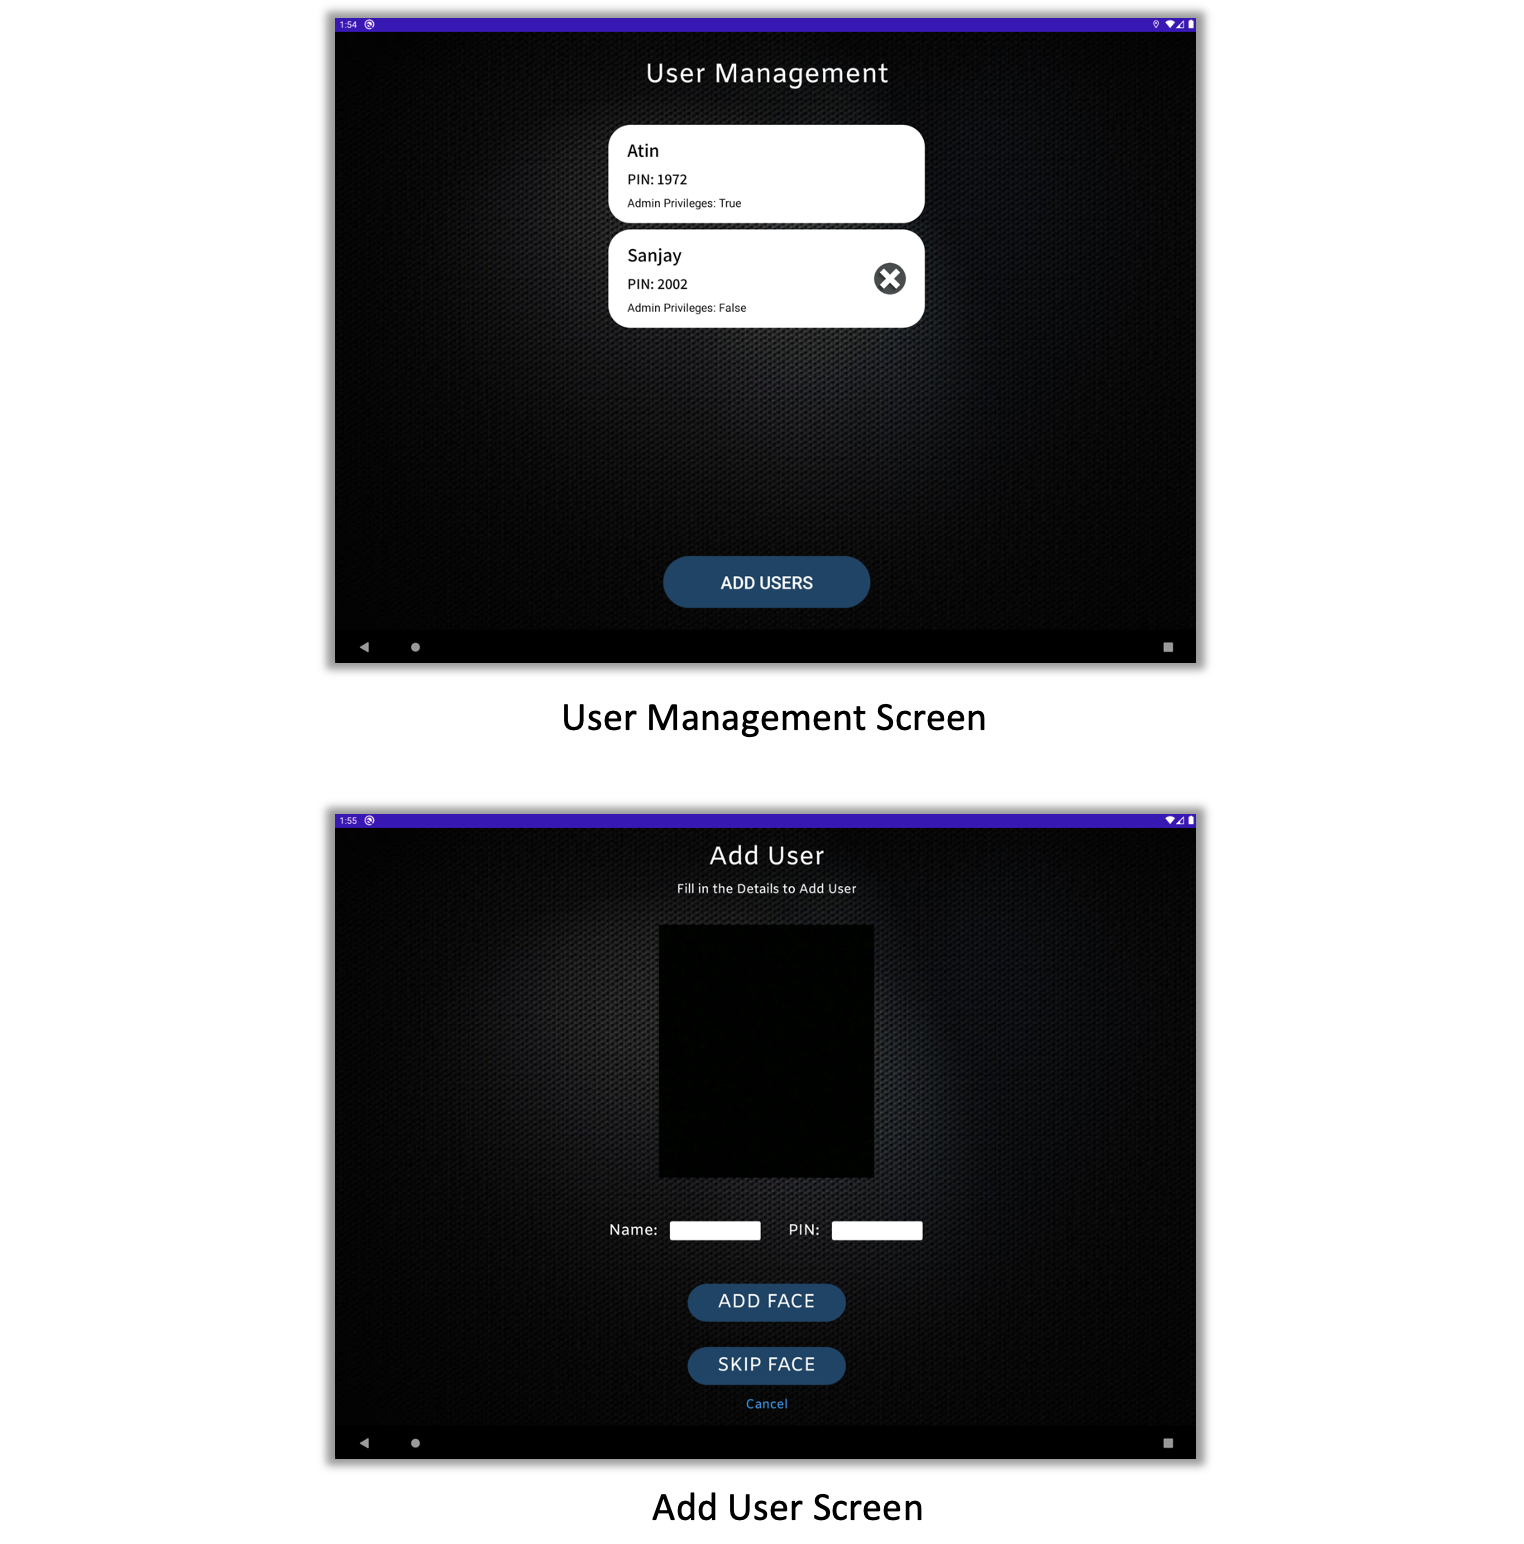 1:54
User Management
Atin
PIN: 1972
Admin Privileges: True
Sanjay
PIN: 2002
Admin Privileges: False
ADD USERS
User Management Screen
1:55
Add User
Fill in the Details to Add User
Name: PIN:
ADD FACE
SKIP FACE
Cancel
Add User Screen